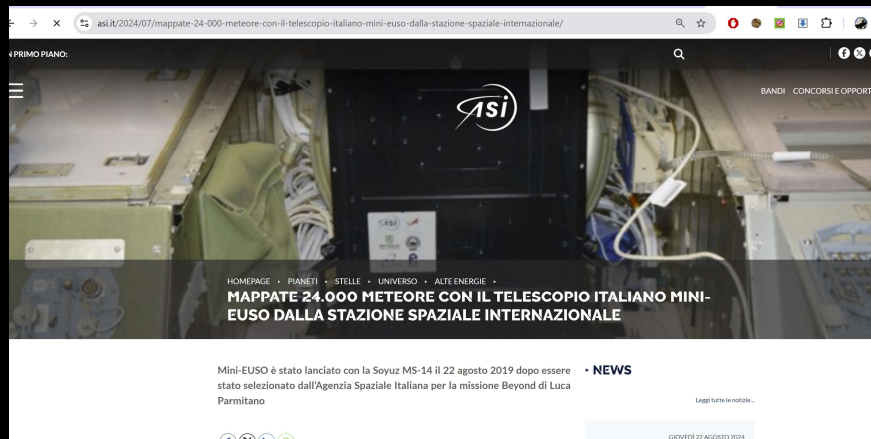 asi.it/2024/07/mappate-24-000-meteore-con-il-telescopio-italiano-mini-euso-dalla-stazione-spaziale-internazionale/
N PRIMO PIANO:
asi
BANDI CONCORSI E OPPORT
asi
HOMEPAGE • PIANETI • STELLE • UNIVERSO • ALTE ENERGIE •
MAPPATE 24.000 METEORE CON IL TELESCOPIO ITALIANO MINI-
EUSO DALLA STAZIONE SPAZIALE INTERNAZIONALE
Mini-EUSO è stato lanciato con la Soyuz MS-14 il 22 agosto 2019 dopo essere
stato selezionato dall'Agenzia Spaziale Italiana per la missione Beyond di Luca
Parmitano
NEWS
Leggi tutte le notizie...
GIOVEDÌ 22 AGOSTO 2024